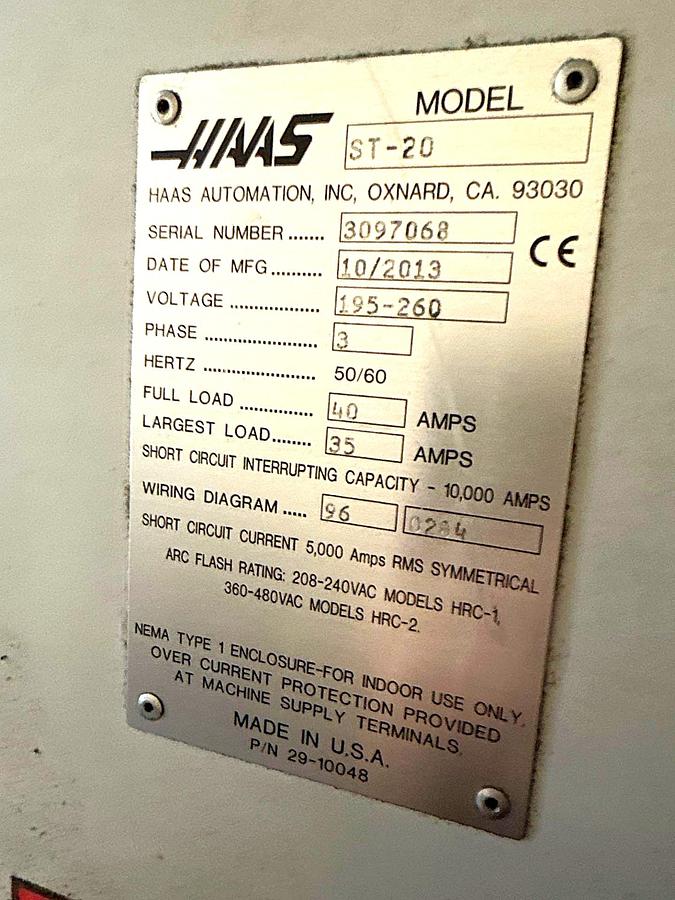 MODEL
HAAS ST-20
HAAS AUTOMATION, INC, OXNARD, CA. 93030
SERIAL NUMBER ....... 3097068
CE
DATE OF MFG.......... 10/2013
VOLTAGE .................. 195-260
PHASE ....................... 3
HERTZ ....................... 50/60
FULL LOAD ............... 40 AMPS
LARGEST LOAD........ 35 AMPS
SHORT CIRCUIT INTERRUPTING CAPACITY - 10,000 AMPS
WIRING DIAGRAM ..... 96 0284
SHORT CIRCUIT CURRENT 5,000 Amps RMS SYMMETRICAL
ARC FLASH RATING: 208-240VAC MODELS HRC-1,
360-480VAC MODELS HRC-2.
NEMA TYPE 1 ENCLOSURE-FOR INDOOR USE ONLY.
OVER CURRENT PROTECTION PROVIDED
AT MACHINE SUPPLY TERMINALS.
MADE IN U.S.A.
P/N 29-10048